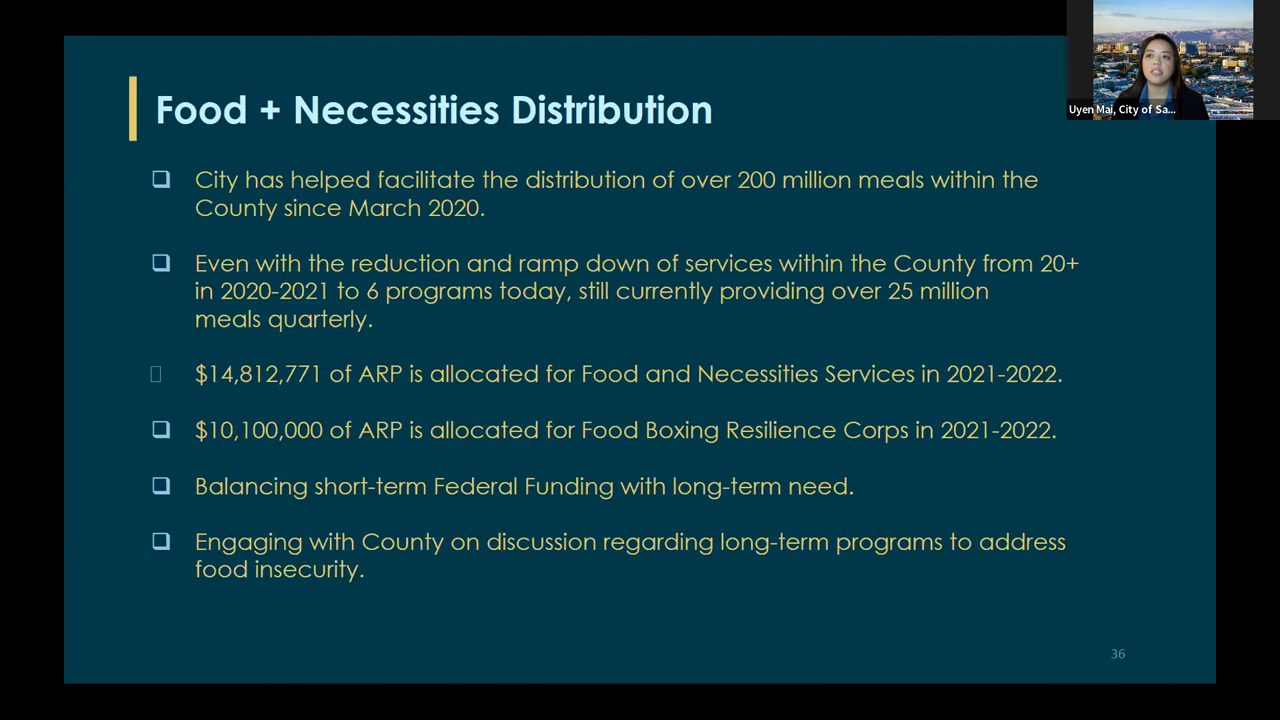 Uyen Mai, City of Sa...
Food + Necessities Distribution
City has helped facilitate the distribution of over 200 million meals within the
County since March 2020.
Even with the reduction and ramp down of services within the County from 20+
in 2020-2021 to 6 programs today, still currently providing over 25 million
meals quarterly.
$14,812,771 of ARP is allocated for Food and Necessities Services in 2021-2022.
$10,100,000 of ARP is allocated for Food Boxing Resilience Corps in 2021-2022.
Balancing short-term Federal Funding with long-term need.
Engaging with County on discussion regarding long-term programs to address
food insecurity.
36